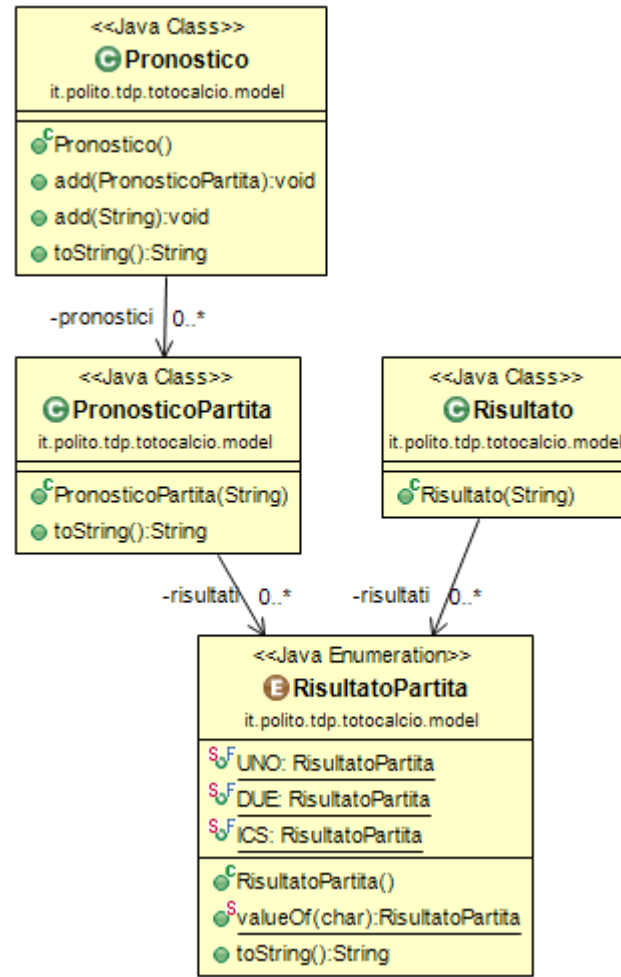 <<Java Class>>
C Pronostico
it.polito.tdp.totocalcio.model
C Pronostico()
add(PronosticoPartita):void
add(String):void
toString():String
-pronostici 0..*
<<Java Class>>
C PronosticoPartita
it.polito.tdp.totocalcio.model
C PronosticoPartita(String)
toString():String
<<Java Class>>
C Risultato
it.polito.tdp.totocalcio.model
C Risultato(String)
-risultati 0..*
-risultati 0..*
<<Java Enumeration>>
E RisultatoPartita
it.polito.tdp.totocalcio.model
S F UNO: RisultatoPartita
S F DUE: RisultatoPartita
S F ICS: RisultatoPartita
C RisultatoPartita()
S valueOf(char):RisultatoPartita
toString():String